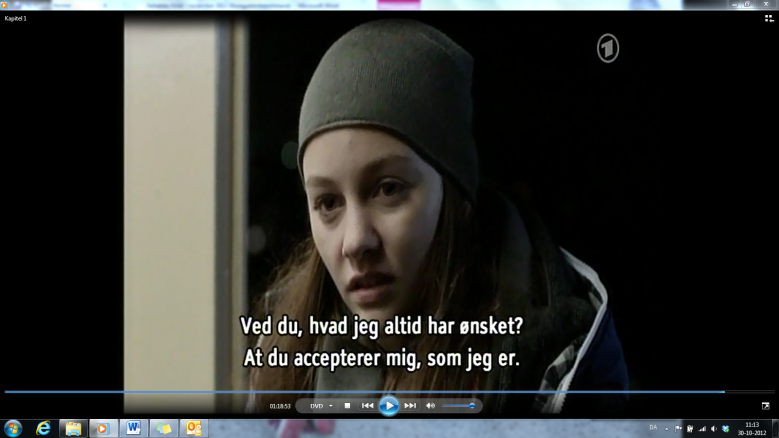 Kapitel 1
1
Ved du, hvad jeg altid har ønsket?
At du accepterer mig, som jeg er.
01:18:53
DVD
DA
11:13
30-10-2012